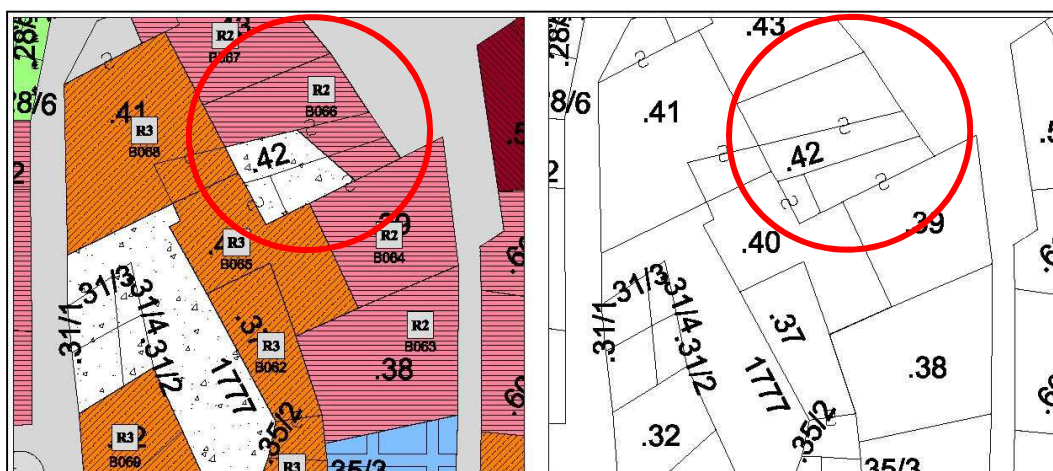 .43
R2
B067
.28/
28/6
R2
B066
.41
R3
B068
.42
2
R3
B065
.39
R2
B064
.31/3
.31/1
.31/4
.31/2
1777
R3
B062
R2
B063
.38
R3
B069
.35/2
R3
35/3
.43
.28/
28/6
.41
2
.42
.40
.39
.31/3
.31/1
.31/4
.31/2
.37
1777
.38
.32
.35/2
35/3